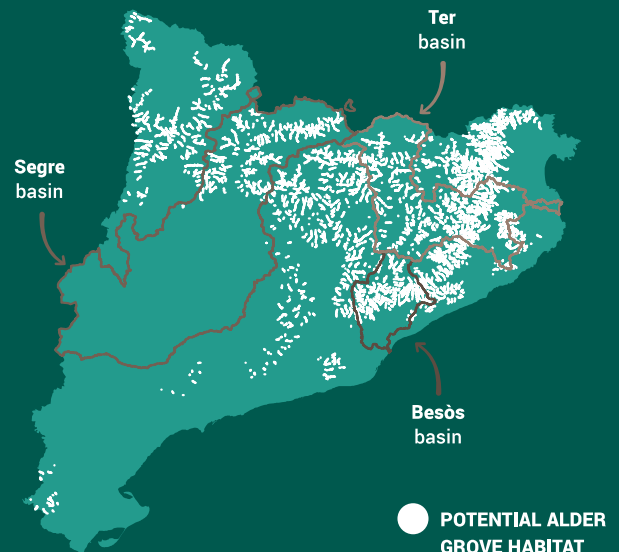 Ter
basin
Segre
basin
Besòs
basin
POTENTIAL ALDER
GROVE HABITAT